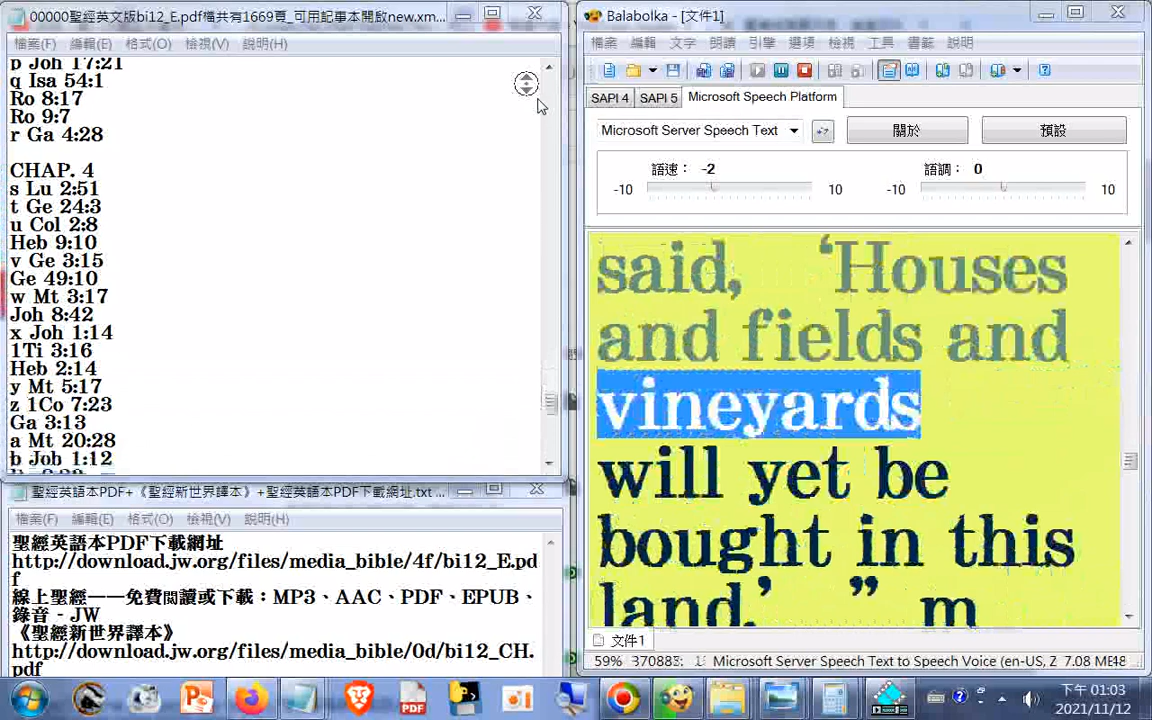 00000聖經英文版bi12_E.pdf檔共有1669頁_可用記事本開啟new.xm...
檔案(F) 編輯(E) 格式(O) 檢視(V) 說明(H)
p Joh 17:21
q Isa 54:1
Ro 8:17
Ro 9:7
r Ga 4:28
CHAP. 4
s Lu 2:51
t Ge 24:3
u Col 2:8
Heb 9:10
v Ge 3:15
Ge 49:10
w Mt 3:17
Joh 8:42
x Joh 1:14
1Ti 3:16
Heb 2:14
y Mt 5:17
z 1Co 7:23
Ga 3:13
a Mt 20:28
b Joh 1:12
聖經英語本PDF+《聖經新世界譯本》+聖經英語本PDF下載網址.txt ...
檔案(F) 編輯(E) 格式(O) 檢視(V) 說明(H)
聖經英語本PDF下載網址
http://download.jw.org/files/media_bible/4f/bi12_E.pd
f
線上聖經——免費閱讀或下載：MP3、AAC、PDF、EPUB、
錄音 - JW
《聖經新世界譯本》
http://download.jw.org/files/media_bible/0d/bi12_CH.
pdf
Balabolka - [文件1]
檔案 編輯 文字 朗讀 引擎 選項 檢視 工具 書籤 說明
SAPI 4 SAPI 5 Microsoft Speech Platform
Microsoft Server Speech Text 關於 預設
語速： -2 語調： 0
-10 10 -10 10
said, ‘Houses
and fields and
vineyards
will yet be
bought in this
land.’ ” m
文件1
59% Microsoft Server Speech Text to Speech Voice (en-US, Z 7.08 MB
下午 01:03
2021/11/12